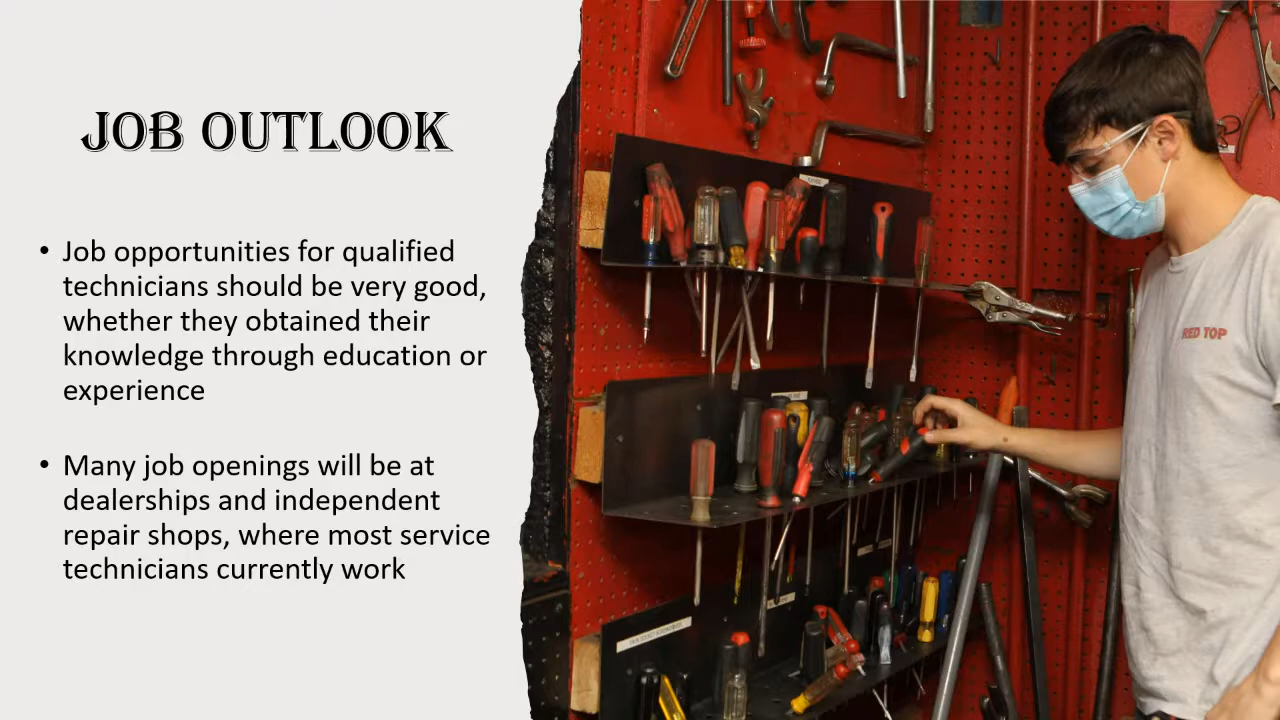 JOB OUTLOOK
• Job opportunities for qualified
technicians should be very good,
whether they obtained their
knowledge through education or
experience
• Many job openings will be at
dealerships and independent
repair shops, where most service
technicians currently work
RED TOP